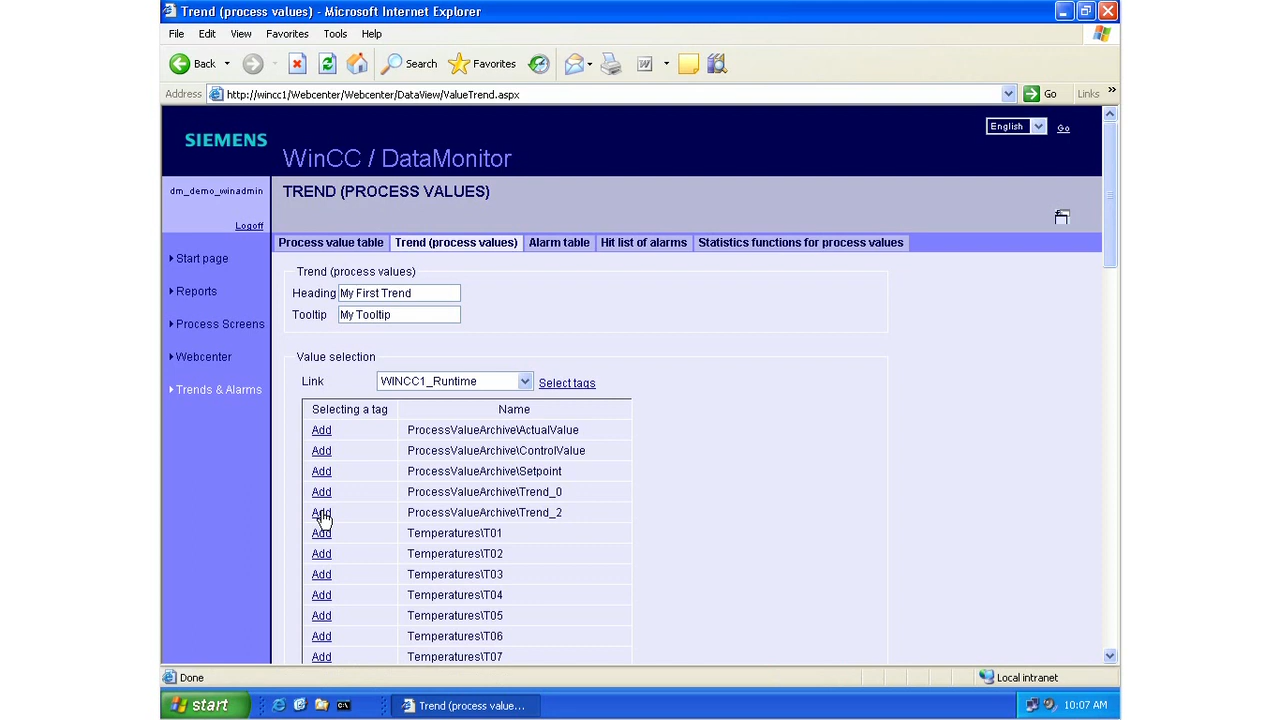 Trend (process values) - Microsoft Internet Explorer
File Edit View Favorites Tools Help
Back Search Favorites
Address http://wincc1/Webcenter/Webcenter/DataView/ValueTrend.aspx Go Links »
SIEMENS
English Go
WinCC / DataMonitor
dm_demo_winadmin
TREND (PROCESS VALUES)
Logoff
Process value table Trend (process values) Alarm table Hit list of alarms Statistics functions for process values
Start page
Reports
Process Screens
Webcenter
Trends & Alarms
Trend (process values)
Heading My First Trend
Tooltip My Tooltip
Value selection
Link WINCC1_Runtime Select tags
Selecting a tag Name
Add ProcessValueArchive\ActualValue
Add ProcessValueArchive\ControlValue
Add ProcessValueArchive\Setpoint
Add ProcessValueArchive\Trend_0
Add ProcessValueArchive\Trend_2
Add Temperatures\T01
Add Temperatures\T02
Add Temperatures\T03
Add Temperatures\T04
Add Temperatures\T05
Add Temperatures\T06
Add Temperatures\T07
Done Local intranet
start Trend (process value... 10:07 AM